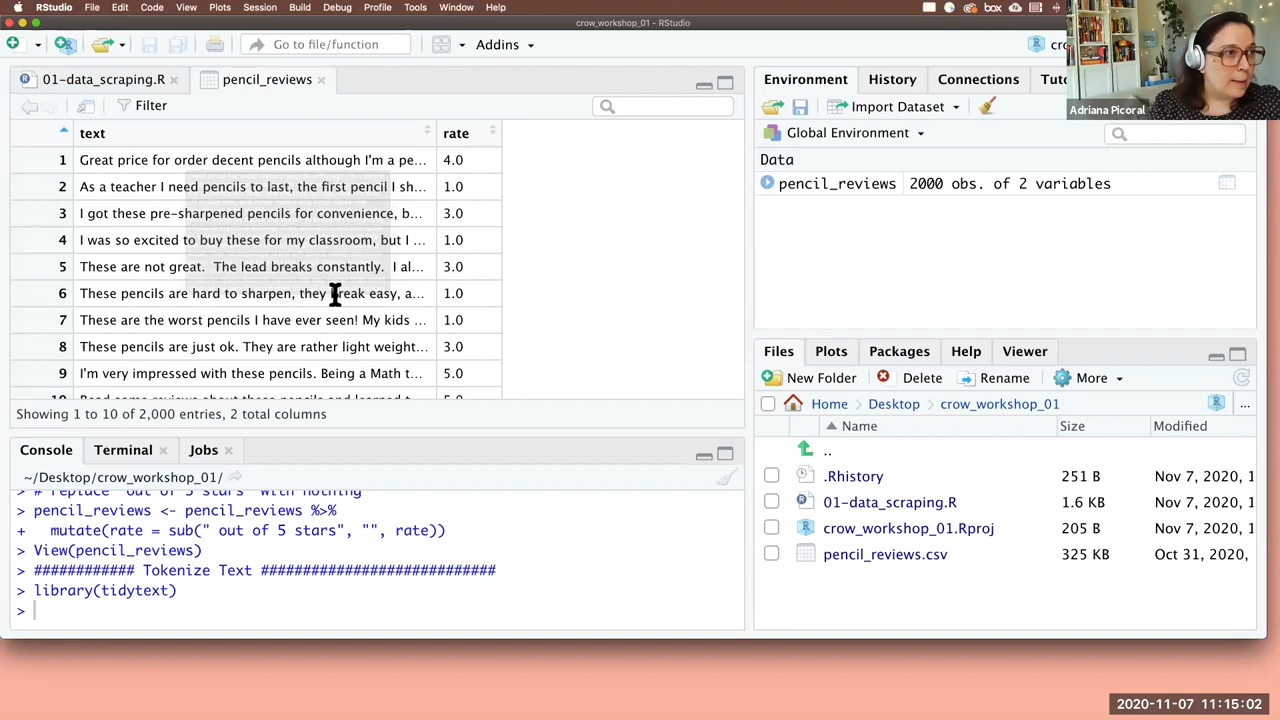 RStudio File Edit Code View Plots Session Build Debug Profile Tools Window Help box
crow_workshop_01 - RStudio
Go to file/function Addins
01-data_scraping.R pencil_reviews
Filter
text rate
1 Great price for order decent pencils although I'm a pe... 4.0
2 As a teacher I need pencils to last, the first pencil I sh... 1.0
3 I got these pre-sharpened pencils for convenience, b... 3.0
4 I was so excited to buy these for my classroom, but I ... 1.0
5 These are not great.  The lead breaks constantly.  I al... 3.0
6 These pencils are hard to sharpen, they break easy, a... 1.0
7 These are the worst pencils I have ever seen! My kids ... 1.0
8 These pencils are just ok. They are rather light weight... 3.0
9 I'm very impressed with these pencils. Being a Math t... 5.0
Showing 1 to 10 of 2,000 entries, 2 total columns
Console Terminal Jobs
~/Desktop/crow_workshop_01/
> # replace "out of 5 stars" with nothing
> pencil_reviews <- pencil_reviews %>%
+   mutate(rate = sub(" out of 5 stars", "", rate))
> View(pencil_reviews)
> ############ Tokenize Text ##########################
> library(tidytext)
>
Environment History Connections Tuto
Import Dataset
Global Environment
Data
pencil_reviews 2000 obs. of 2 variables
Files Plots Packages Help Viewer
New Folder Delete Rename More
Home Desktop crow_workshop_01 ...
Name Size Modified
..
.Rhistory 251 B Nov 7, 2020, 1
01-data_scraping.R 1.6 KB Nov 7, 2020, 1
crow_workshop_01.Rproj 205 B Nov 7, 2020, 1
pencil_reviews.csv 325 KB Oct 31, 2020,
Adriana Picoral
2020-11-07 11:15:02